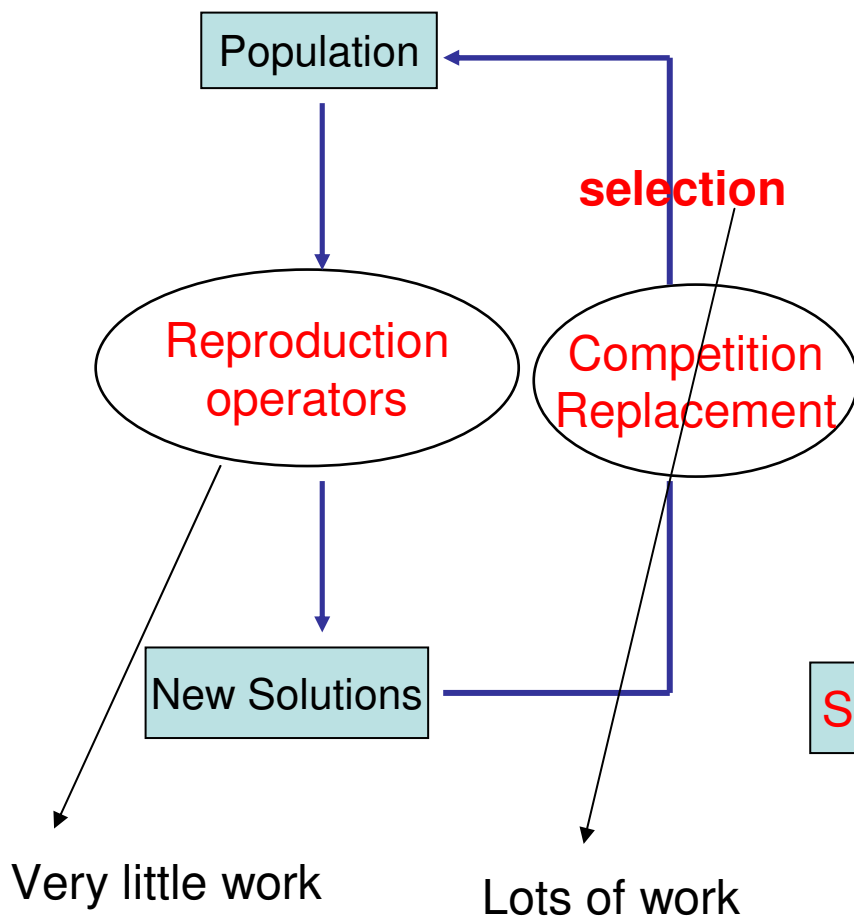 Population
selection
Reproduction
operators
Competition
Replacement
New Solutions
Very little work
Lots of work